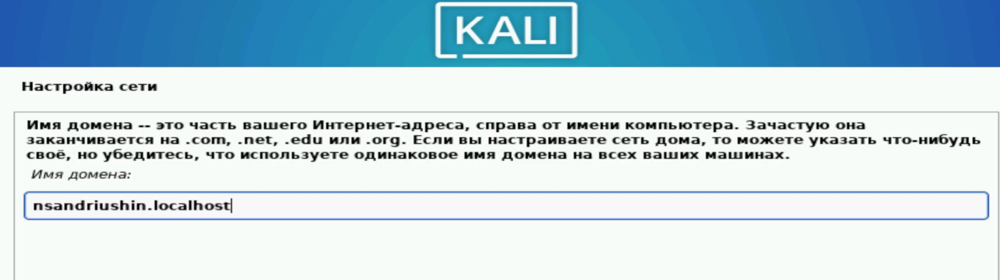 KALI
Настройка сети
Имя домена -- это часть вашего Интернет-адреса, справа от имени компьютера. Зачастую она
заканчивается на .com, .net, .edu или .org. Если вы настраиваете сеть дома, то можете указать что-нибудь
своё, но убедитесь, что используете одинаковое имя домена на всех ваших машинах.
Имя домена:
nsandriushin.localhost